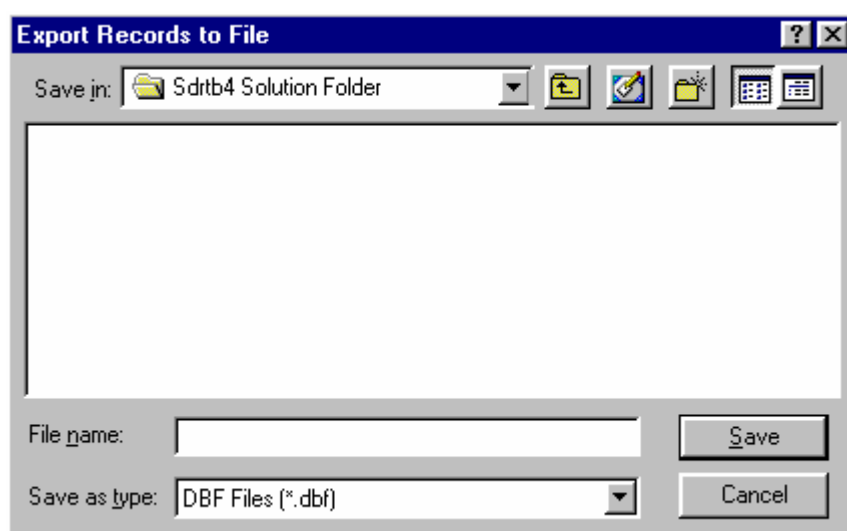 Export Records to File
Save in: Sdrtb4 Solution Folder
File name: Save
Save as type: DBF Files (*.dbf) Cancel